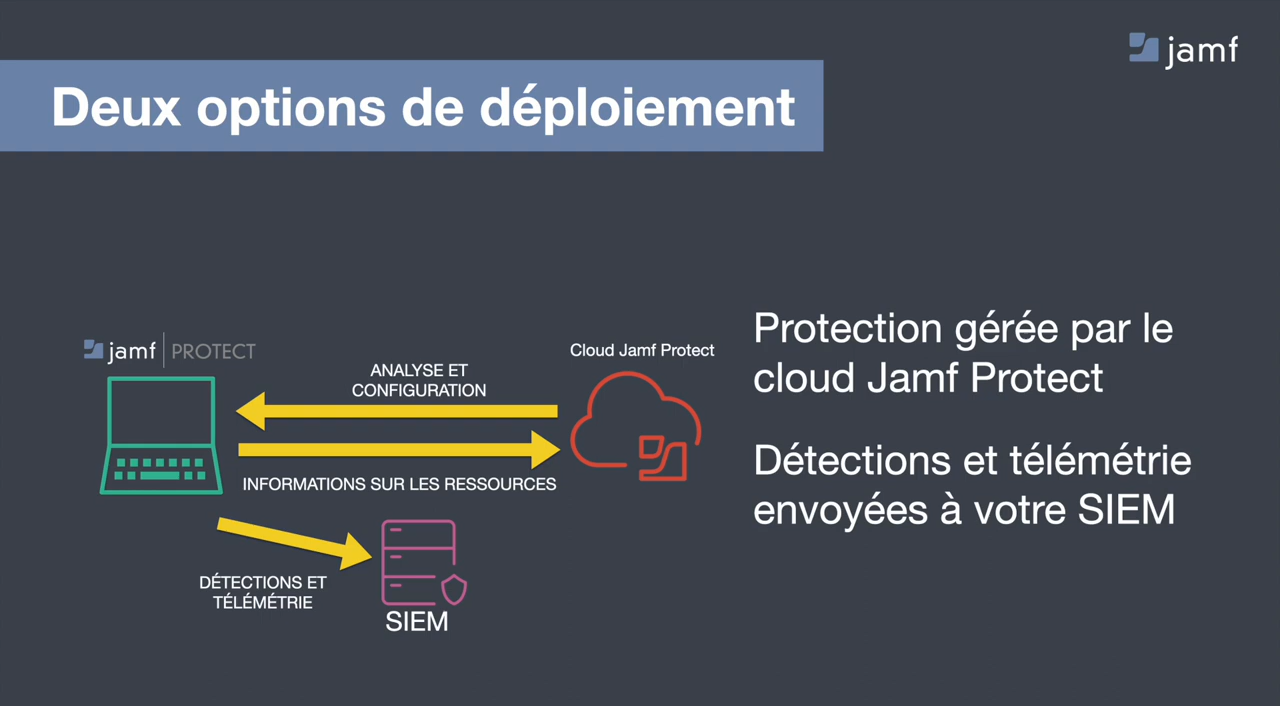 jamf
Deux options de déploiement
jamf | PROTECT
Cloud Jamf Protect
ANALYSE ET
CONFIGURATION
INFORMATIONS SUR LES RESSOURCES
DÉTECTIONS ET
TÉLÉMÉTRIE
SIEM
Protection gérée par le
cloud Jamf Protect
Détections et télémétrie
envoyées à votre SIEM